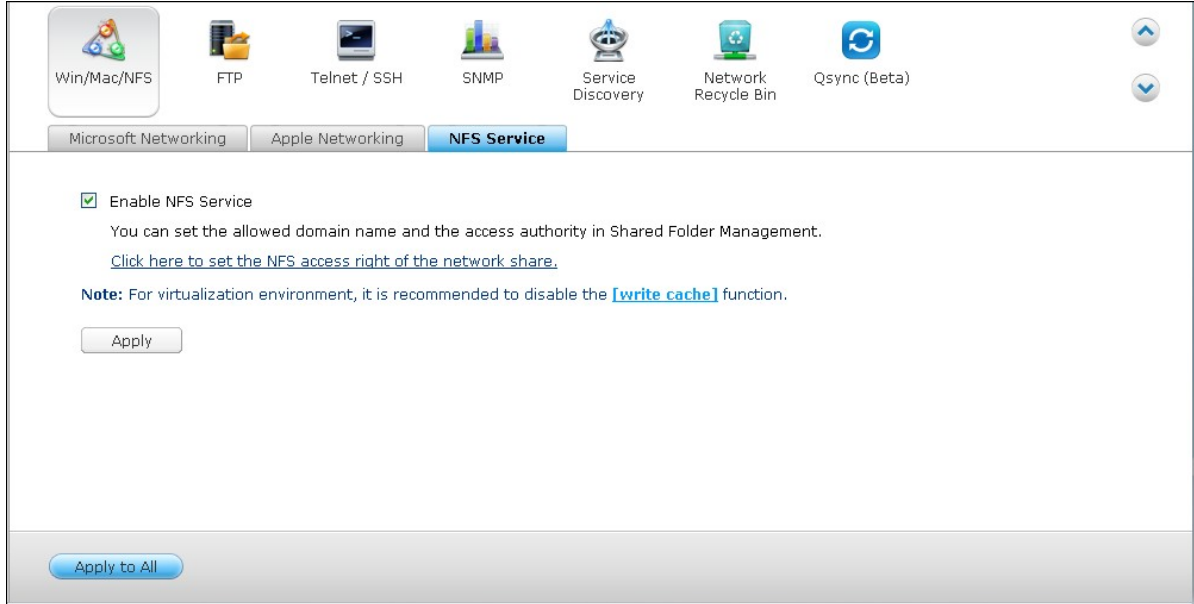 Win/Mac/NFS FTP Telnet / SSH SNMP Service Discovery Network Recycle Bin Qsync (Beta)
Microsoft Networking Apple Networking NFS Service
Enable NFS Service
You can set the allowed domain name and the access authority in Shared Folder Management.
Click here to set the NFS access right of the network share.
Note: For virtualization environment, it is recommended to disable the [write cache] function.
Apply
Apply to All